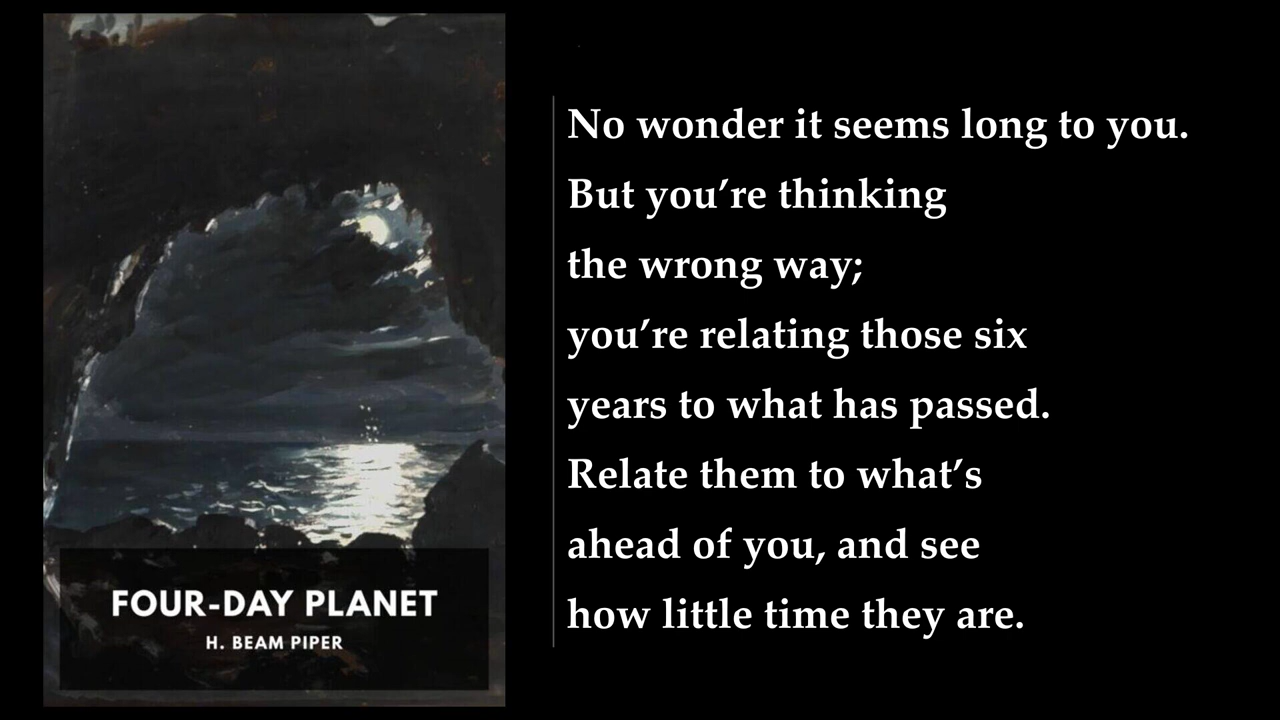 FOUR-DAY PLANET
H. BEAM PIPER
No wonder it seems long to you.
But you’re thinking
the wrong way;
you’re relating those six
years to what has passed.
Relate them to what’s
ahead of you, and see
how little time they are.